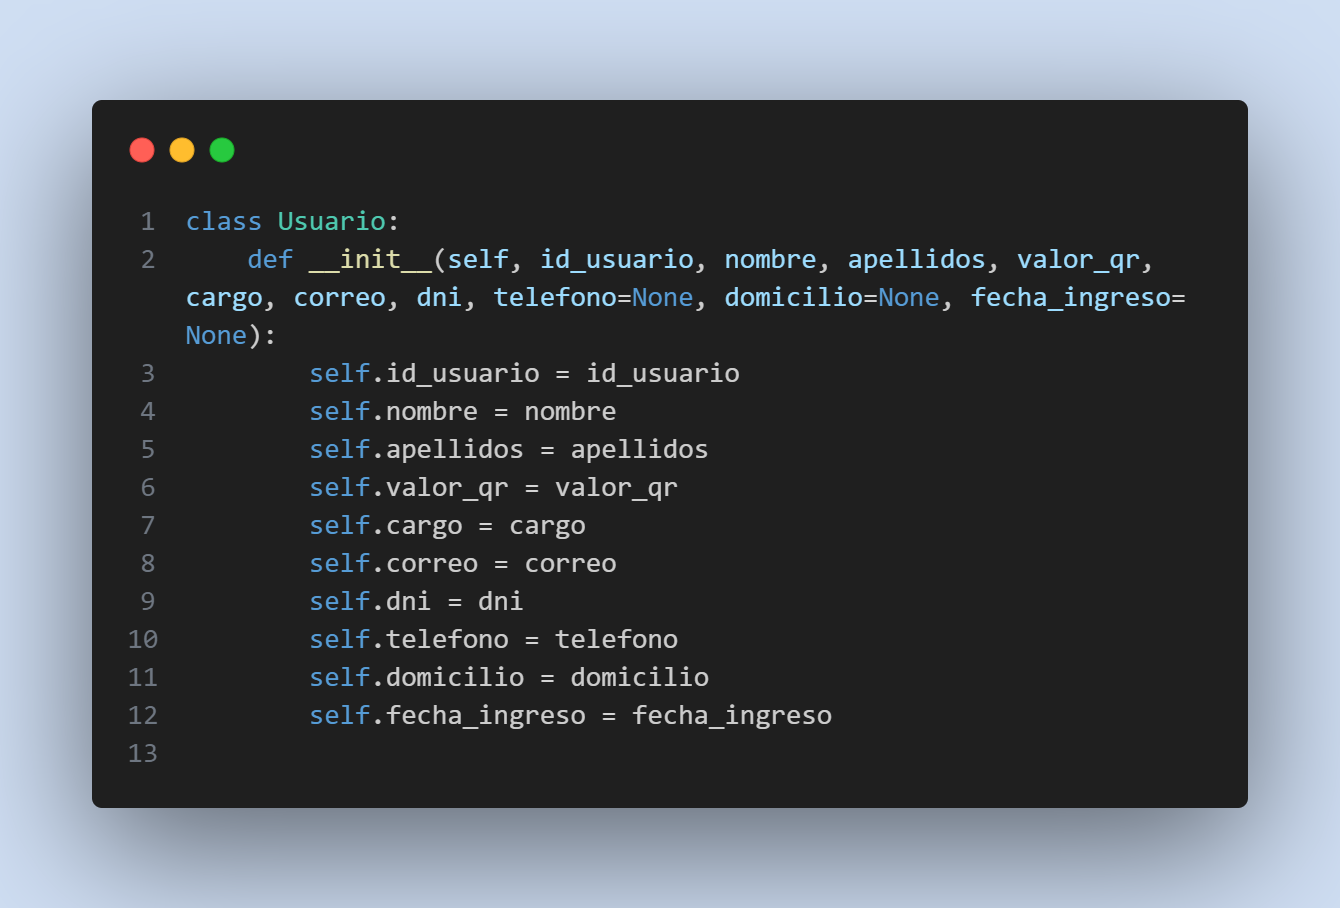 1 class Usuario:
2     def __init__(self, id_usuario, nombre, apellidos, valor_qr,
cargo, correo, dni, telefono=None, domicilio=None, fecha_ingreso=
None):
3         self.id_usuario = id_usuario
4         self.nombre = nombre
5         self.apellidos = apellidos
6         self.valor_qr = valor_qr
7         self.cargo = cargo
8         self.correo = correo
9         self.dni = dni
10         self.telefono = telefono
11         self.domicilio = domicilio
12         self.fecha_ingreso = fecha_ingreso
13